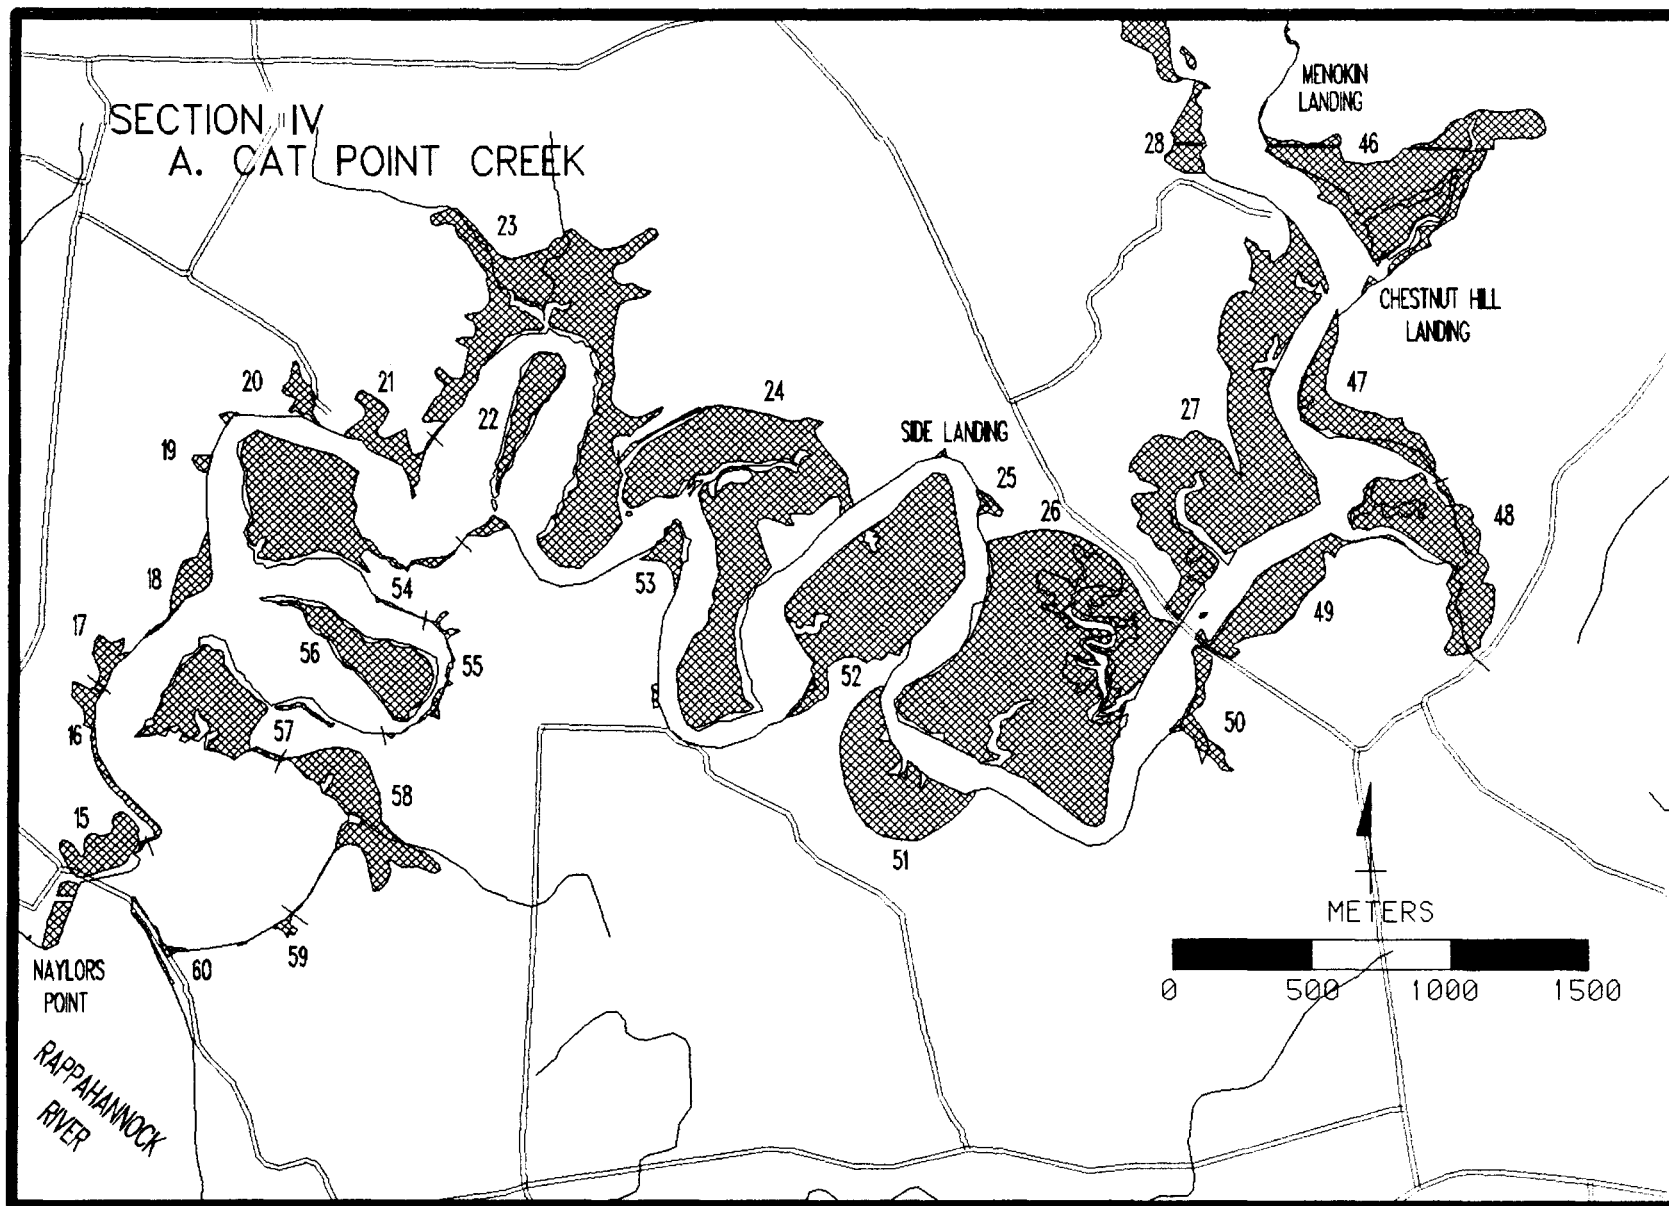 SECTION IV
A. CAT POINT CREEK
MENOKIN
LANDING
28
46
23
CHESTNUT HILL
LANDING
20
21
22
24
47
27
SIDE LANDING
19
25
26
48
18
54
53
49
17
56
55
52
50
16
57
58
15
51
METERS
0 500 1000 1500
59
60
NAYLORS
POINT
RAPPAHANNOCK
RIVER